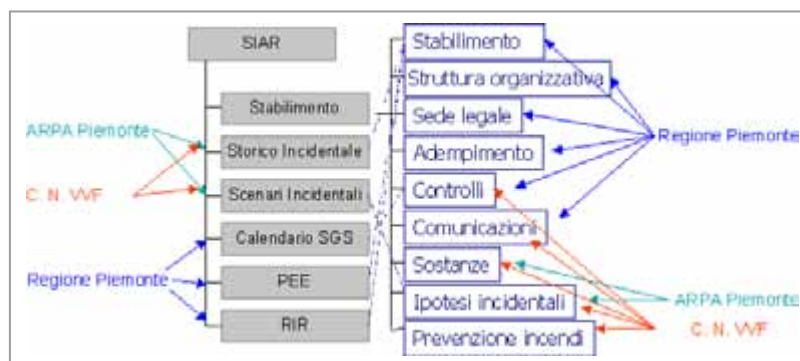 SIAR
Stabilimento
Storico Incidentale
Scenari Incidentali
Calendario SGS
PEE
RIR
ARPA Piemonte
C. N. VVF
Regione Piemonte
Stabilimento
Struttura organizzativa
Sede legale
Adempimento
Controlli
Comunicazioni
Sostanze
Ipotesi incidentali
Prevenzione incendi
Regione Piemonte
ARPA Piemonte
C. N. VVF